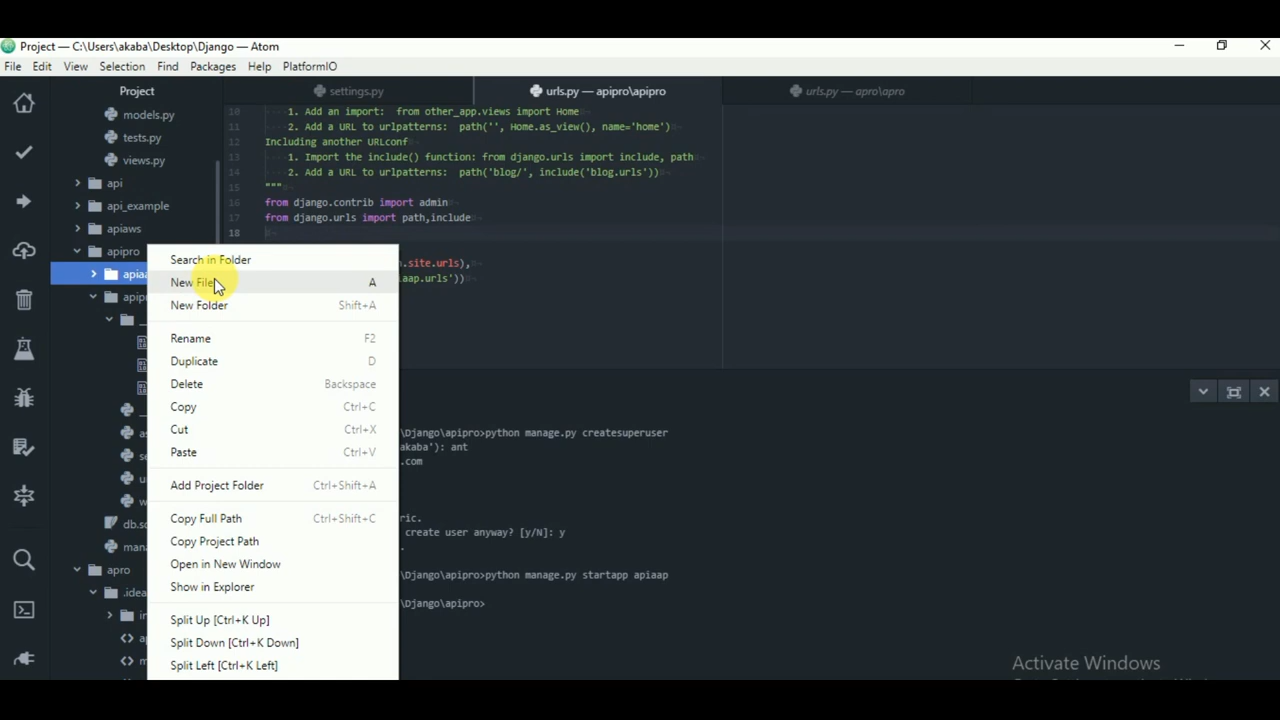 Project — C:\Users\akaba\Desktop\Django — Atom
File Edit View Selection Find Packages Help PlatformIO
Project
settings.py
urls.py — apipro\apipro
urls.py — apro\apro
models.py
tests.py
views.py
api
api_example
apiaws
apipro
apro
.idea
10 1. Add an import: from other_app.views import Home
11 2. Add a URL to urlpatterns: path('', Home.as_view(), name='home')
12 Including another URLconf
13 1. Import the include() function: from django.urls import include, path
14 2. Add a URL to urlpatterns: path('blog/', include('blog.urls'))
15 """
16 from django.contrib import admin
17 from django.urls import path,include
18
.site.urls),
aap.urls'))
Search in Folder
New File A
New Folder Shift+A
Rename F2
Duplicate D
Delete Backspace
Copy Ctrl+C
Cut Ctrl+X
Paste Ctrl+V
Add Project Folder Ctrl+Shift+A
Copy Full Path Ctrl+Shift+C
Copy Project Path
Open in New Window
Show in Explorer
Split Up [Ctrl+K Up]
Split Down [Ctrl+K Down]
Split Left [Ctrl+K Left]
\Django\apipro>python manage.py createsuperuser
akaba'): ant
.com
ric.
create user anyway? [y/N]: y
\Django\apipro>python manage.py startapp apiaap
\Django\apipro>
Activate Windows